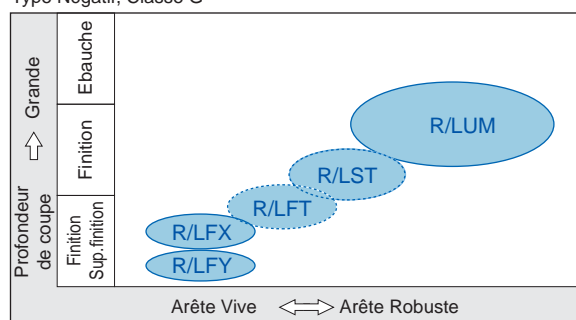 Type Négatif, Classe G
Profondeur
de coupe
Grande
Ebauche
Finition
Finition
Sup.finition
R/LUM
R/LST
R/LFT
R/LFX
R/LFY
Arête Vive
Arête Robuste